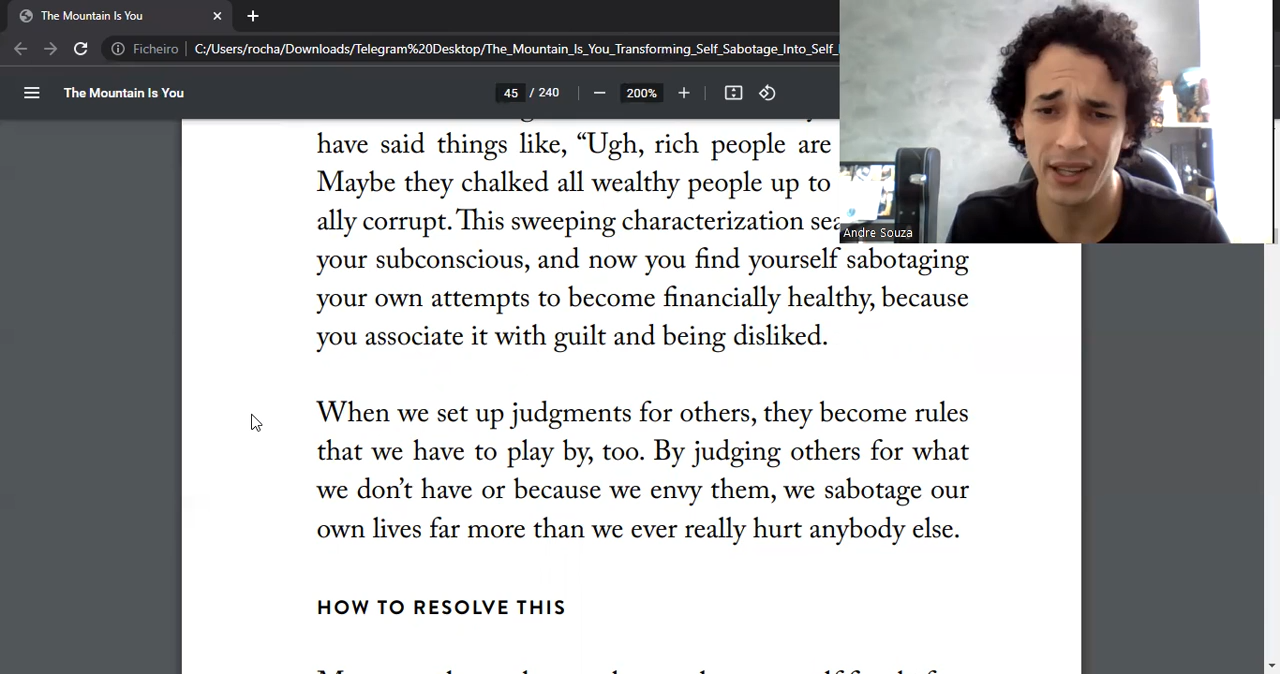 The Mountain Is You
Ficheiro
C:/Users/rocha/Downloads/Telegram%20Desktop/The_Mountain_Is_You_Transforming_Self_Sabotage_Into_Self_
The Mountain Is You
45 / 240
200%
have said things like, “Ugh, rich people are
Maybe they chalked all wealthy people up to
ally corrupt. This sweeping characterization
your subconscious, and now you find yourself sabotaging
your own attempts to become financially healthy, because
you associate it with guilt and being disliked.
When we set up judgments for others, they become rules
that we have to play by, too. By judging others for what
we don’t have or because we envy them, we sabotage our
own lives far more than we ever really hurt anybody else.
HOW TO RESOLVE THIS
Andre Souza